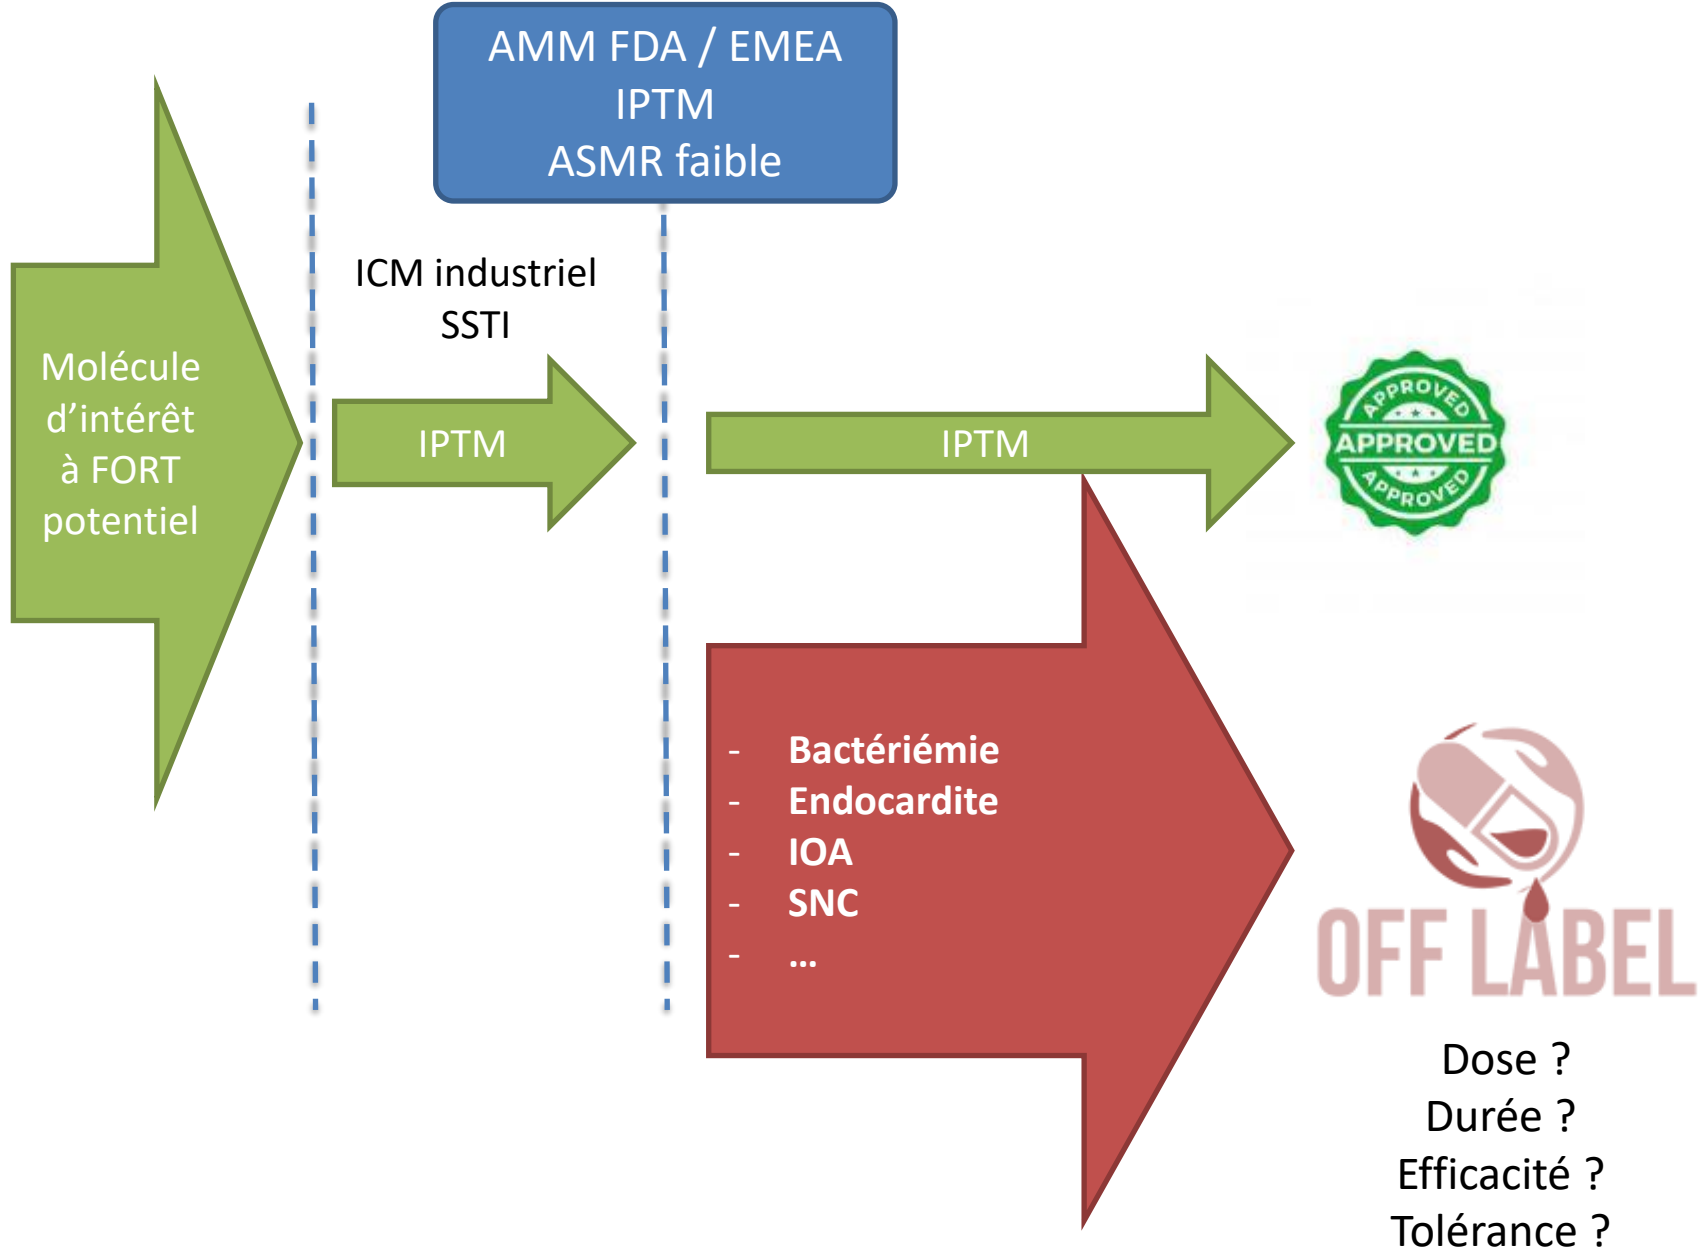 AMM FDA / EMEA
IPTM
ASMR faible
ICM industriel
SSTI
Molécule
d’intérêt
à FORT
potentiel
IPTM
IPTM
APPROVED
APPROVED
APPROVED
- Bactériémie
- Endocardite
- IOA
- SNC
- ...
OFF LABEL
Dose ?
Durée ?
Efficacité ?
Tolérance ?